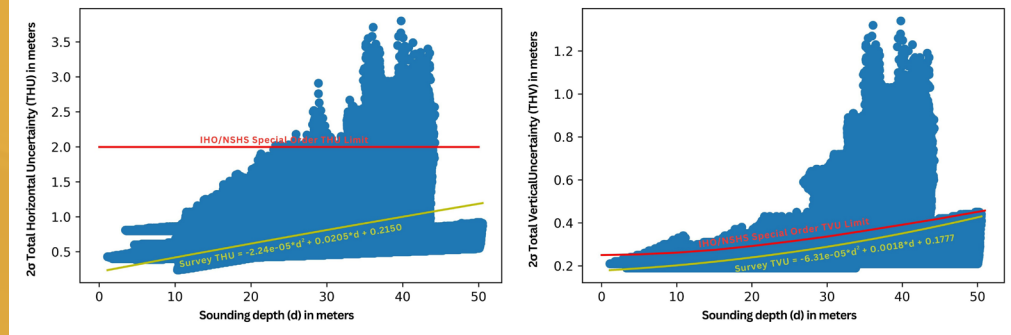 2σ Total Horizontal Uncertainty (THU) in meters
3.5
3.0
2.5
2.0
1.5
1.0
0.5
IHO/NSHS Special Order THU Limit
Survey THU = -2.24e-05*d² + 0.0205*d + 0.2150
0 10 20 30 40 50
Sounding depth (d) in meters
2σ Total VerticalUncertainty (THV) in meters
1.2
1.0
0.8
0.6
0.4
0.2
IHO/NSHS Special Order TVU Limit
Survey TVU = -6.31e-05*d² + 0.0018*d + 0.1777
0 10 20 30 40 50
Sounding depth (d) in meters